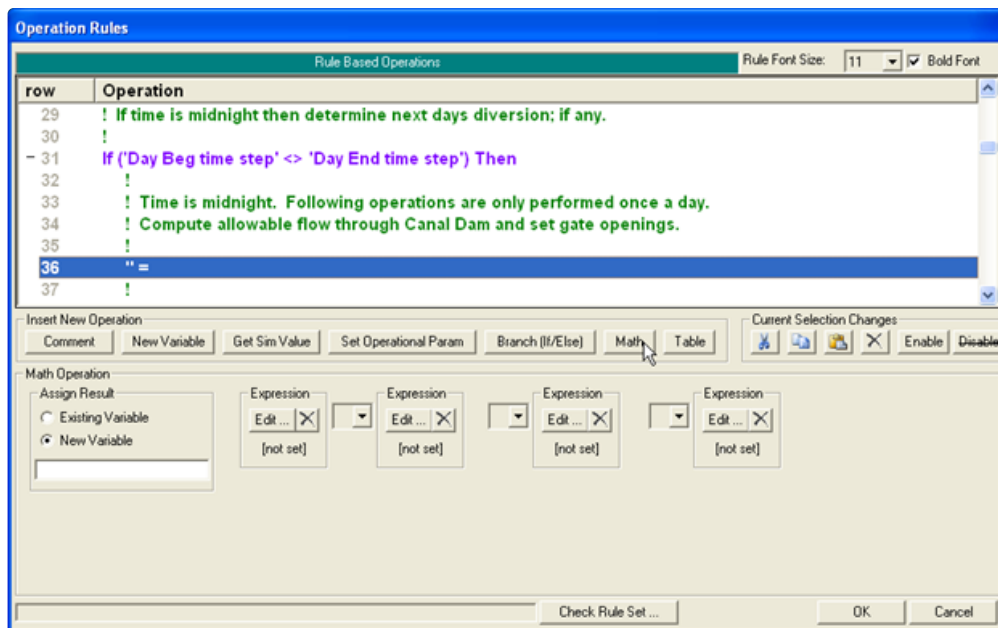 Operation Rules
Rule Based Operations Rule Font Size: 11 Bold Font
row Operation
29 ! If time is midnight then determine next days diversion; if any.
30 !
31 If ('Day Beg time step' <> 'Day End time step') Then
32 !
33 ! Time is midnight. Following operations are only performed once a day.
34 ! Compute allowable flow through Canal Dam and set gate openings.
35 !
36 '' =
37 !
Insert New Operation Current Selection Changes
Comment New Variable Get Sim Value Set Operational Param Branch (If/Else) Math Table Enable Disable
Math Operation
Assign Result Expression Expression Expression Expression
Existing Variable Edit ... Edit ... Edit ... Edit ...
New Variable [not set] [not set] [not set] [not set]
Check Rule Set ... OK Cancel